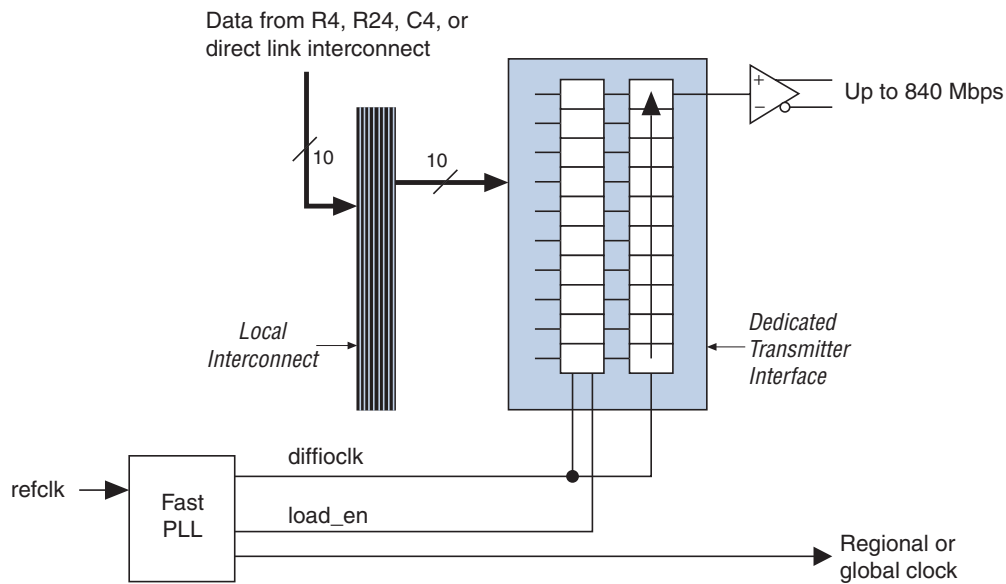 Data from R4, R24, C4, or
direct link interconnect
10
10
+
−
Up to 840 Mbps
Local
Interconnect
Dedicated
Transmitter
Interface
diffioclk
refclk
Fast
PLL
load_en
Regional or
global clock